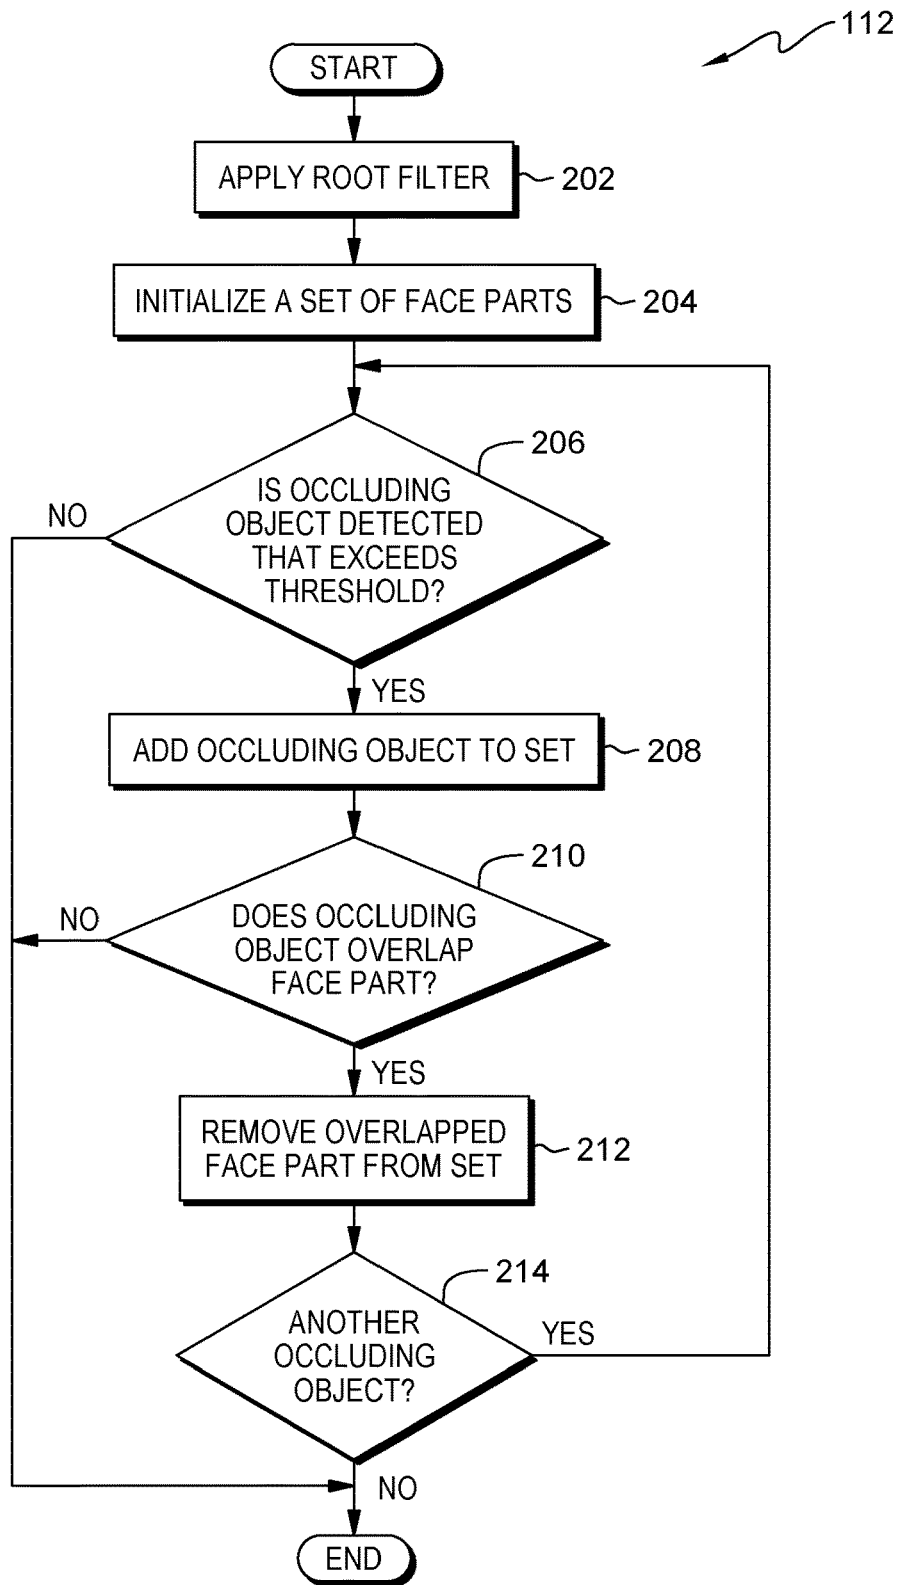 112
START
APPLY ROOT FILTER
202
INITIALIZE A SET OF FACE PARTS
204
206
IS OCCLUDING
OBJECT DETECTED
THAT EXCEEDS
THRESHOLD?
NO
YES
ADD OCCLUDING OBJECT TO SET
208
210
DOES OCCLUDING
OBJECT OVERLAP
FACE PART?
NO
YES
REMOVE OVERLAPPED
FACE PART FROM SET
212
214
ANOTHER
OCCLUDING
OBJECT?
YES
NO
END